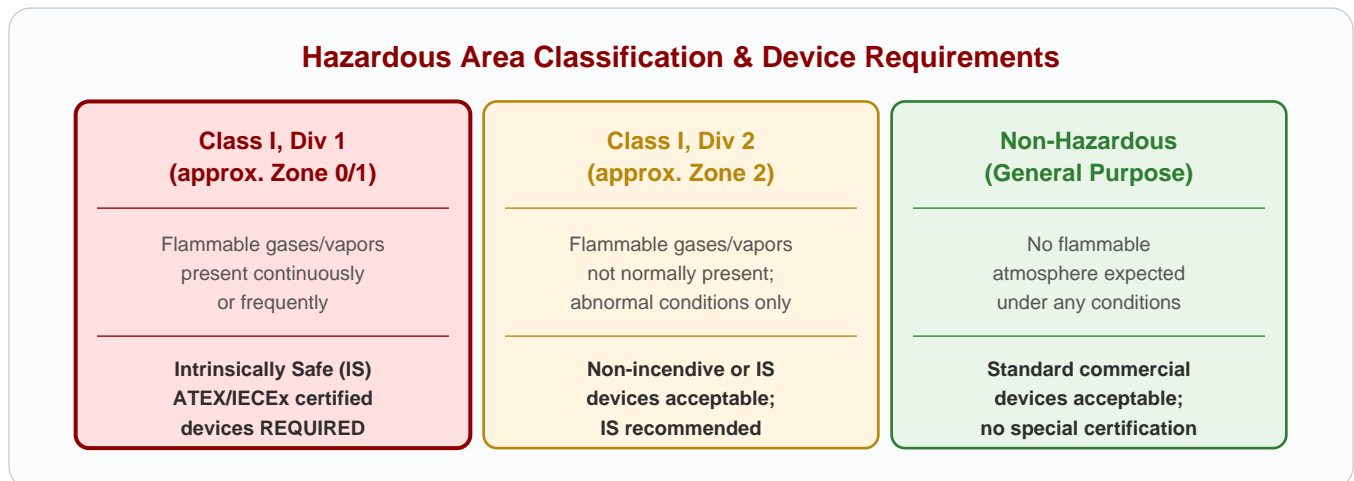 Hazardous Area Classification & Device Requirements
Class I, Div 1
(approx. Zone 0/1)
Flammable gases/vapors
present continuously
or frequently
Intrinsically Safe (IS)
ATEX/IECEx certified
devices REQUIRED
Class I, Div 2
(approx. Zone 2)
Flammable gases/vapors
not normally present;
abnormal conditions only
Non-incendive or IS
devices acceptable;
IS recommended
Non-Hazardous
(General Purpose)
No flammable
atmosphere expected
under any conditions
Standard commercial
devices acceptable;
no special certification